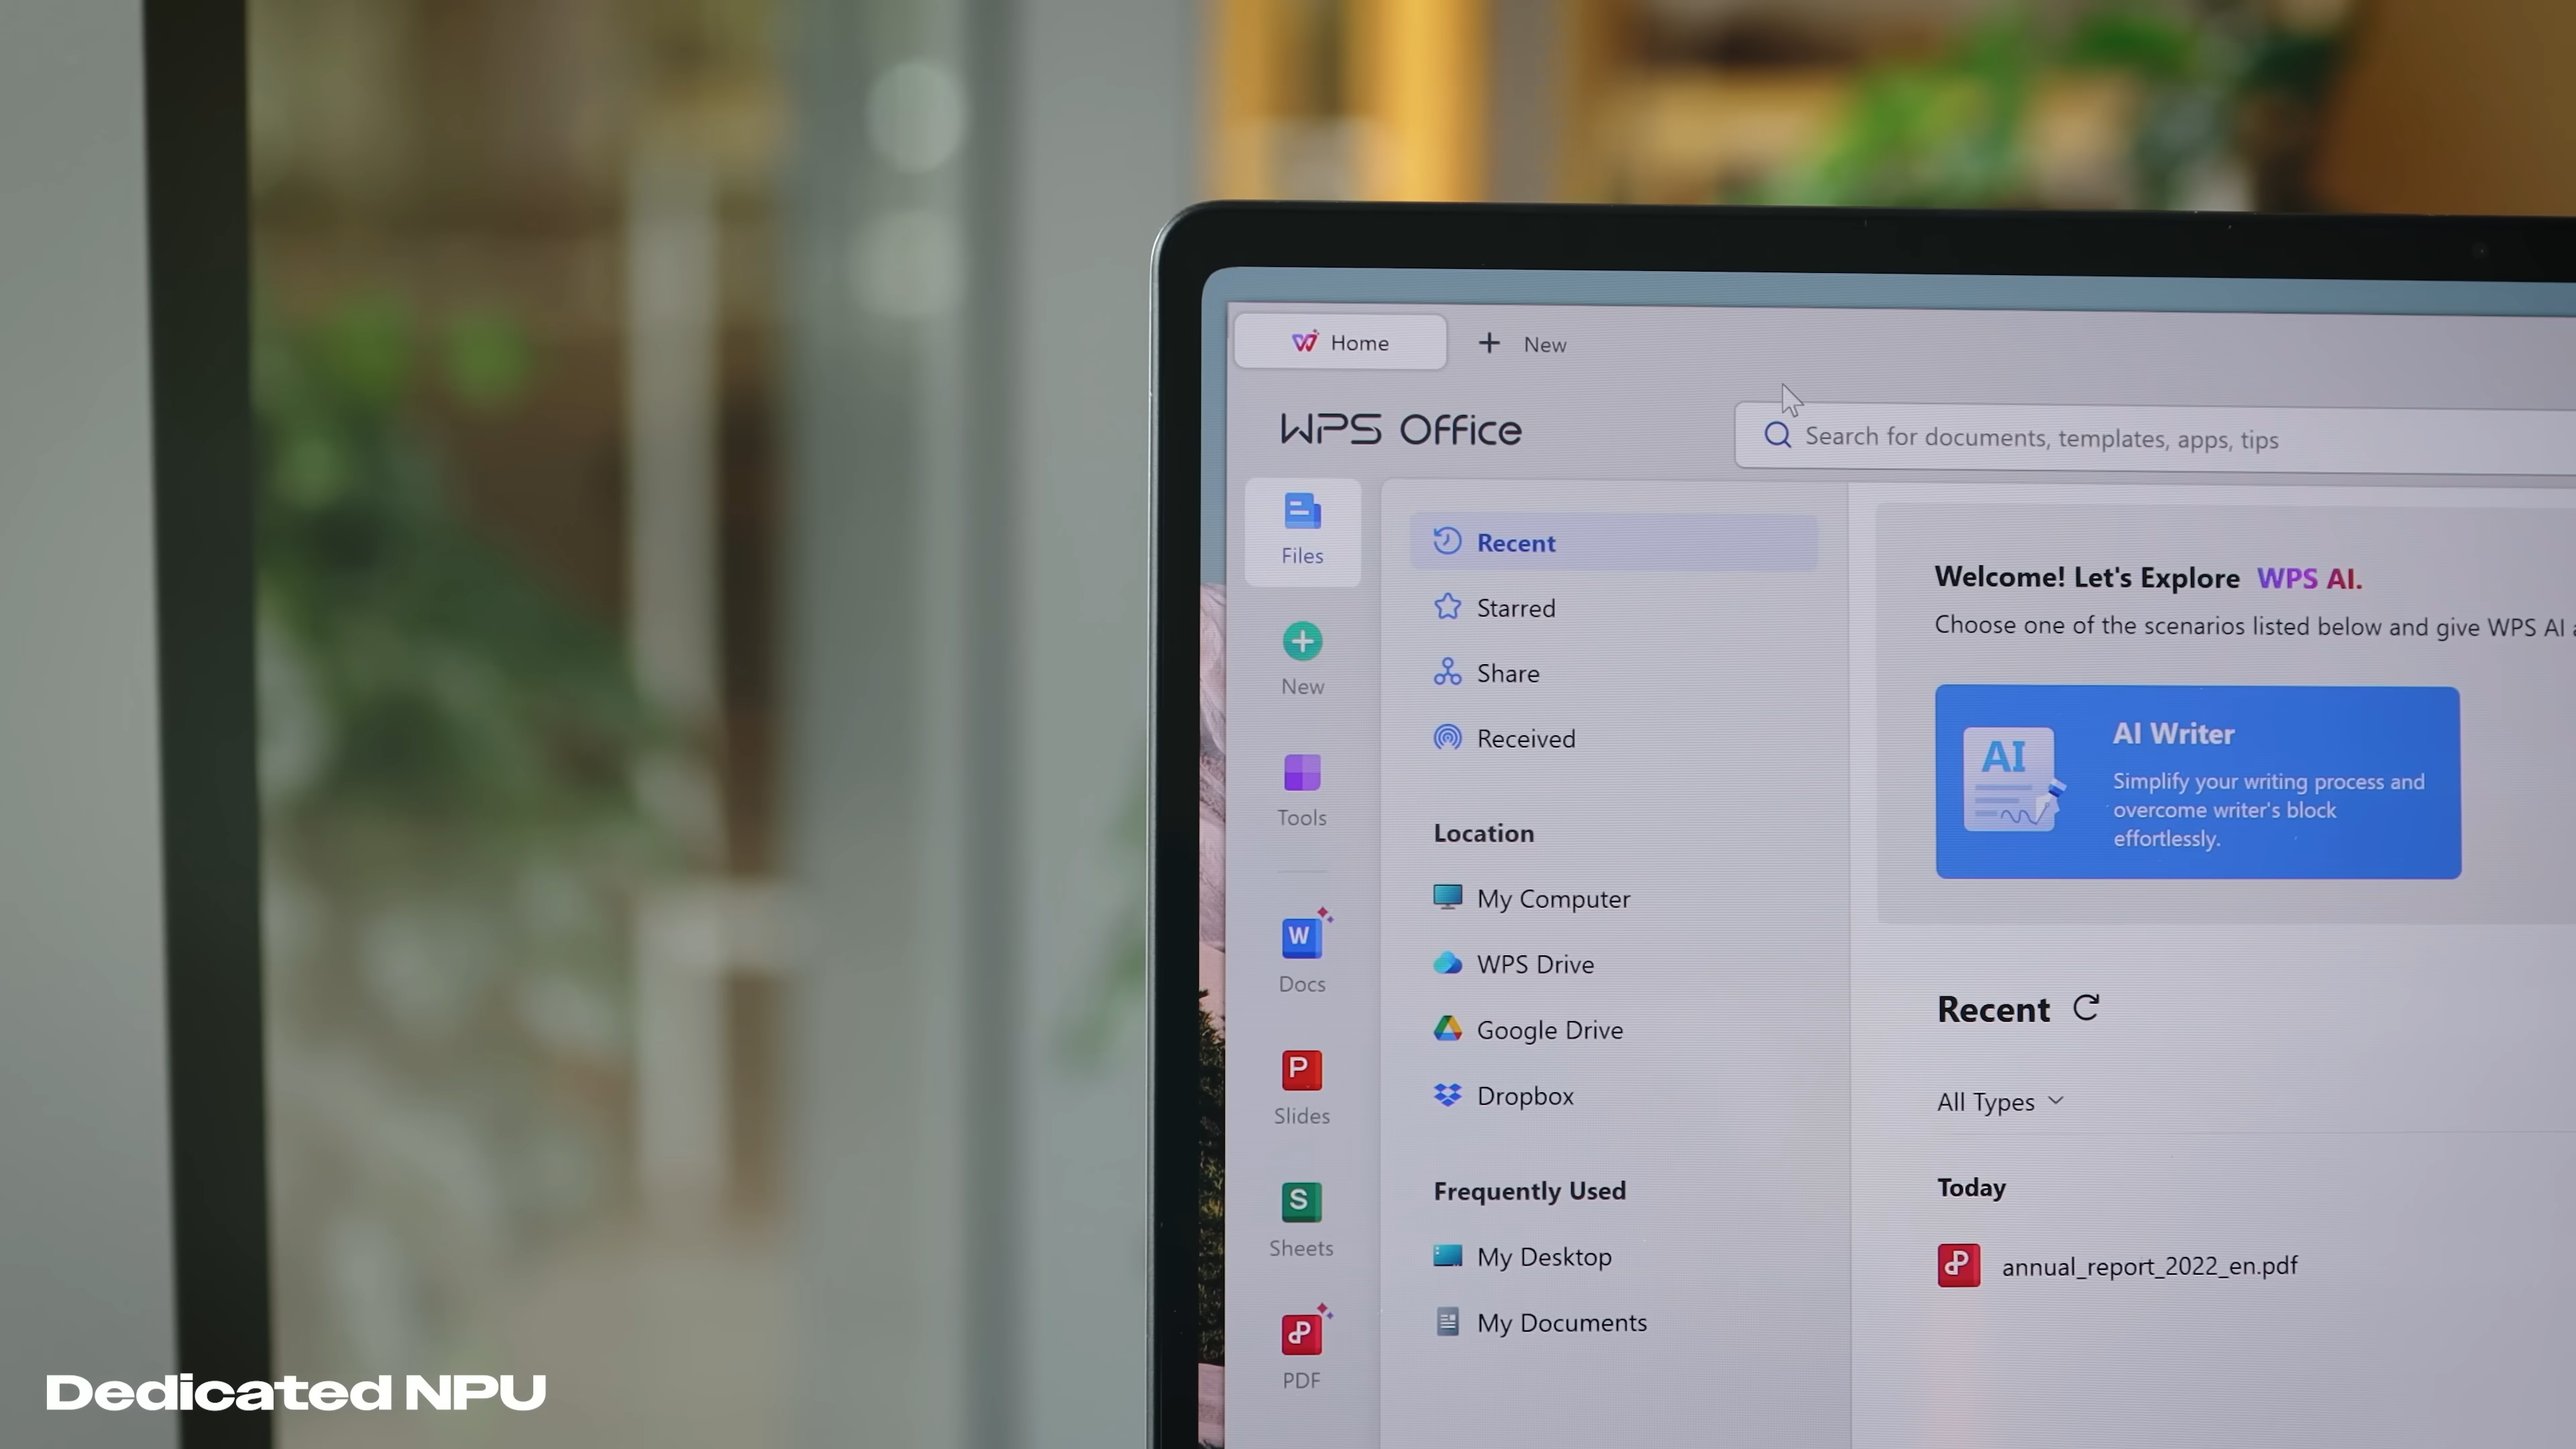 Home
New
WPS Office
Search for documents, templates, apps, tips
Files
New
Tools
W
Docs
P
Slides
S
Sheets
PDF
Recent
Starred
Share
Received
Location
My Computer
WPS Drive
Google Drive
Dropbox
Frequently Used
My Desktop
My Documents
Welcome! Let's Explore WPS AI.
Choose one of the scenarios listed below and give WPS AI
AI
AI Writer
Simplify your writing process and
overcome writer's block
effortlessly.
Recent
All Types
Today
annual_report_2022_en.pdf
Dedicated NPU